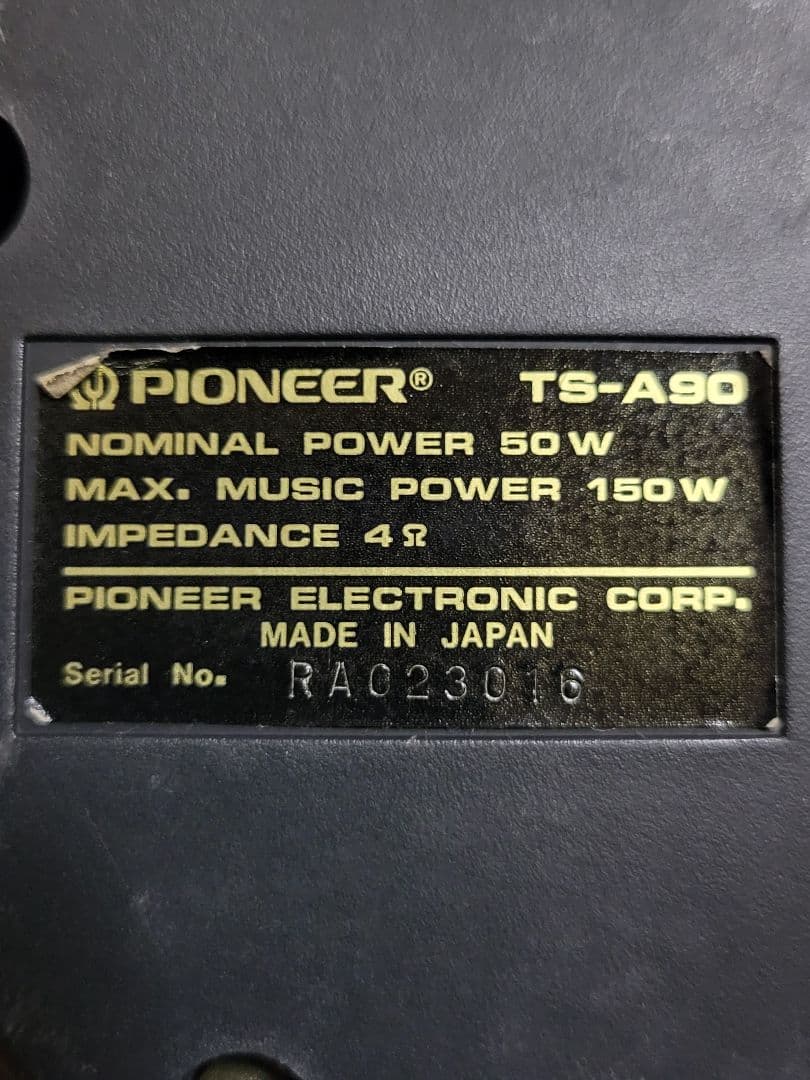 PIONEER® TS-A90
NOMINAL POWER 50W
MAX. MUSIC POWER 150W
IMPEDANCE 4Ω
PIONEER ELECTRONIC CORP.
MADE IN JAPAN
Serial No. RA023016